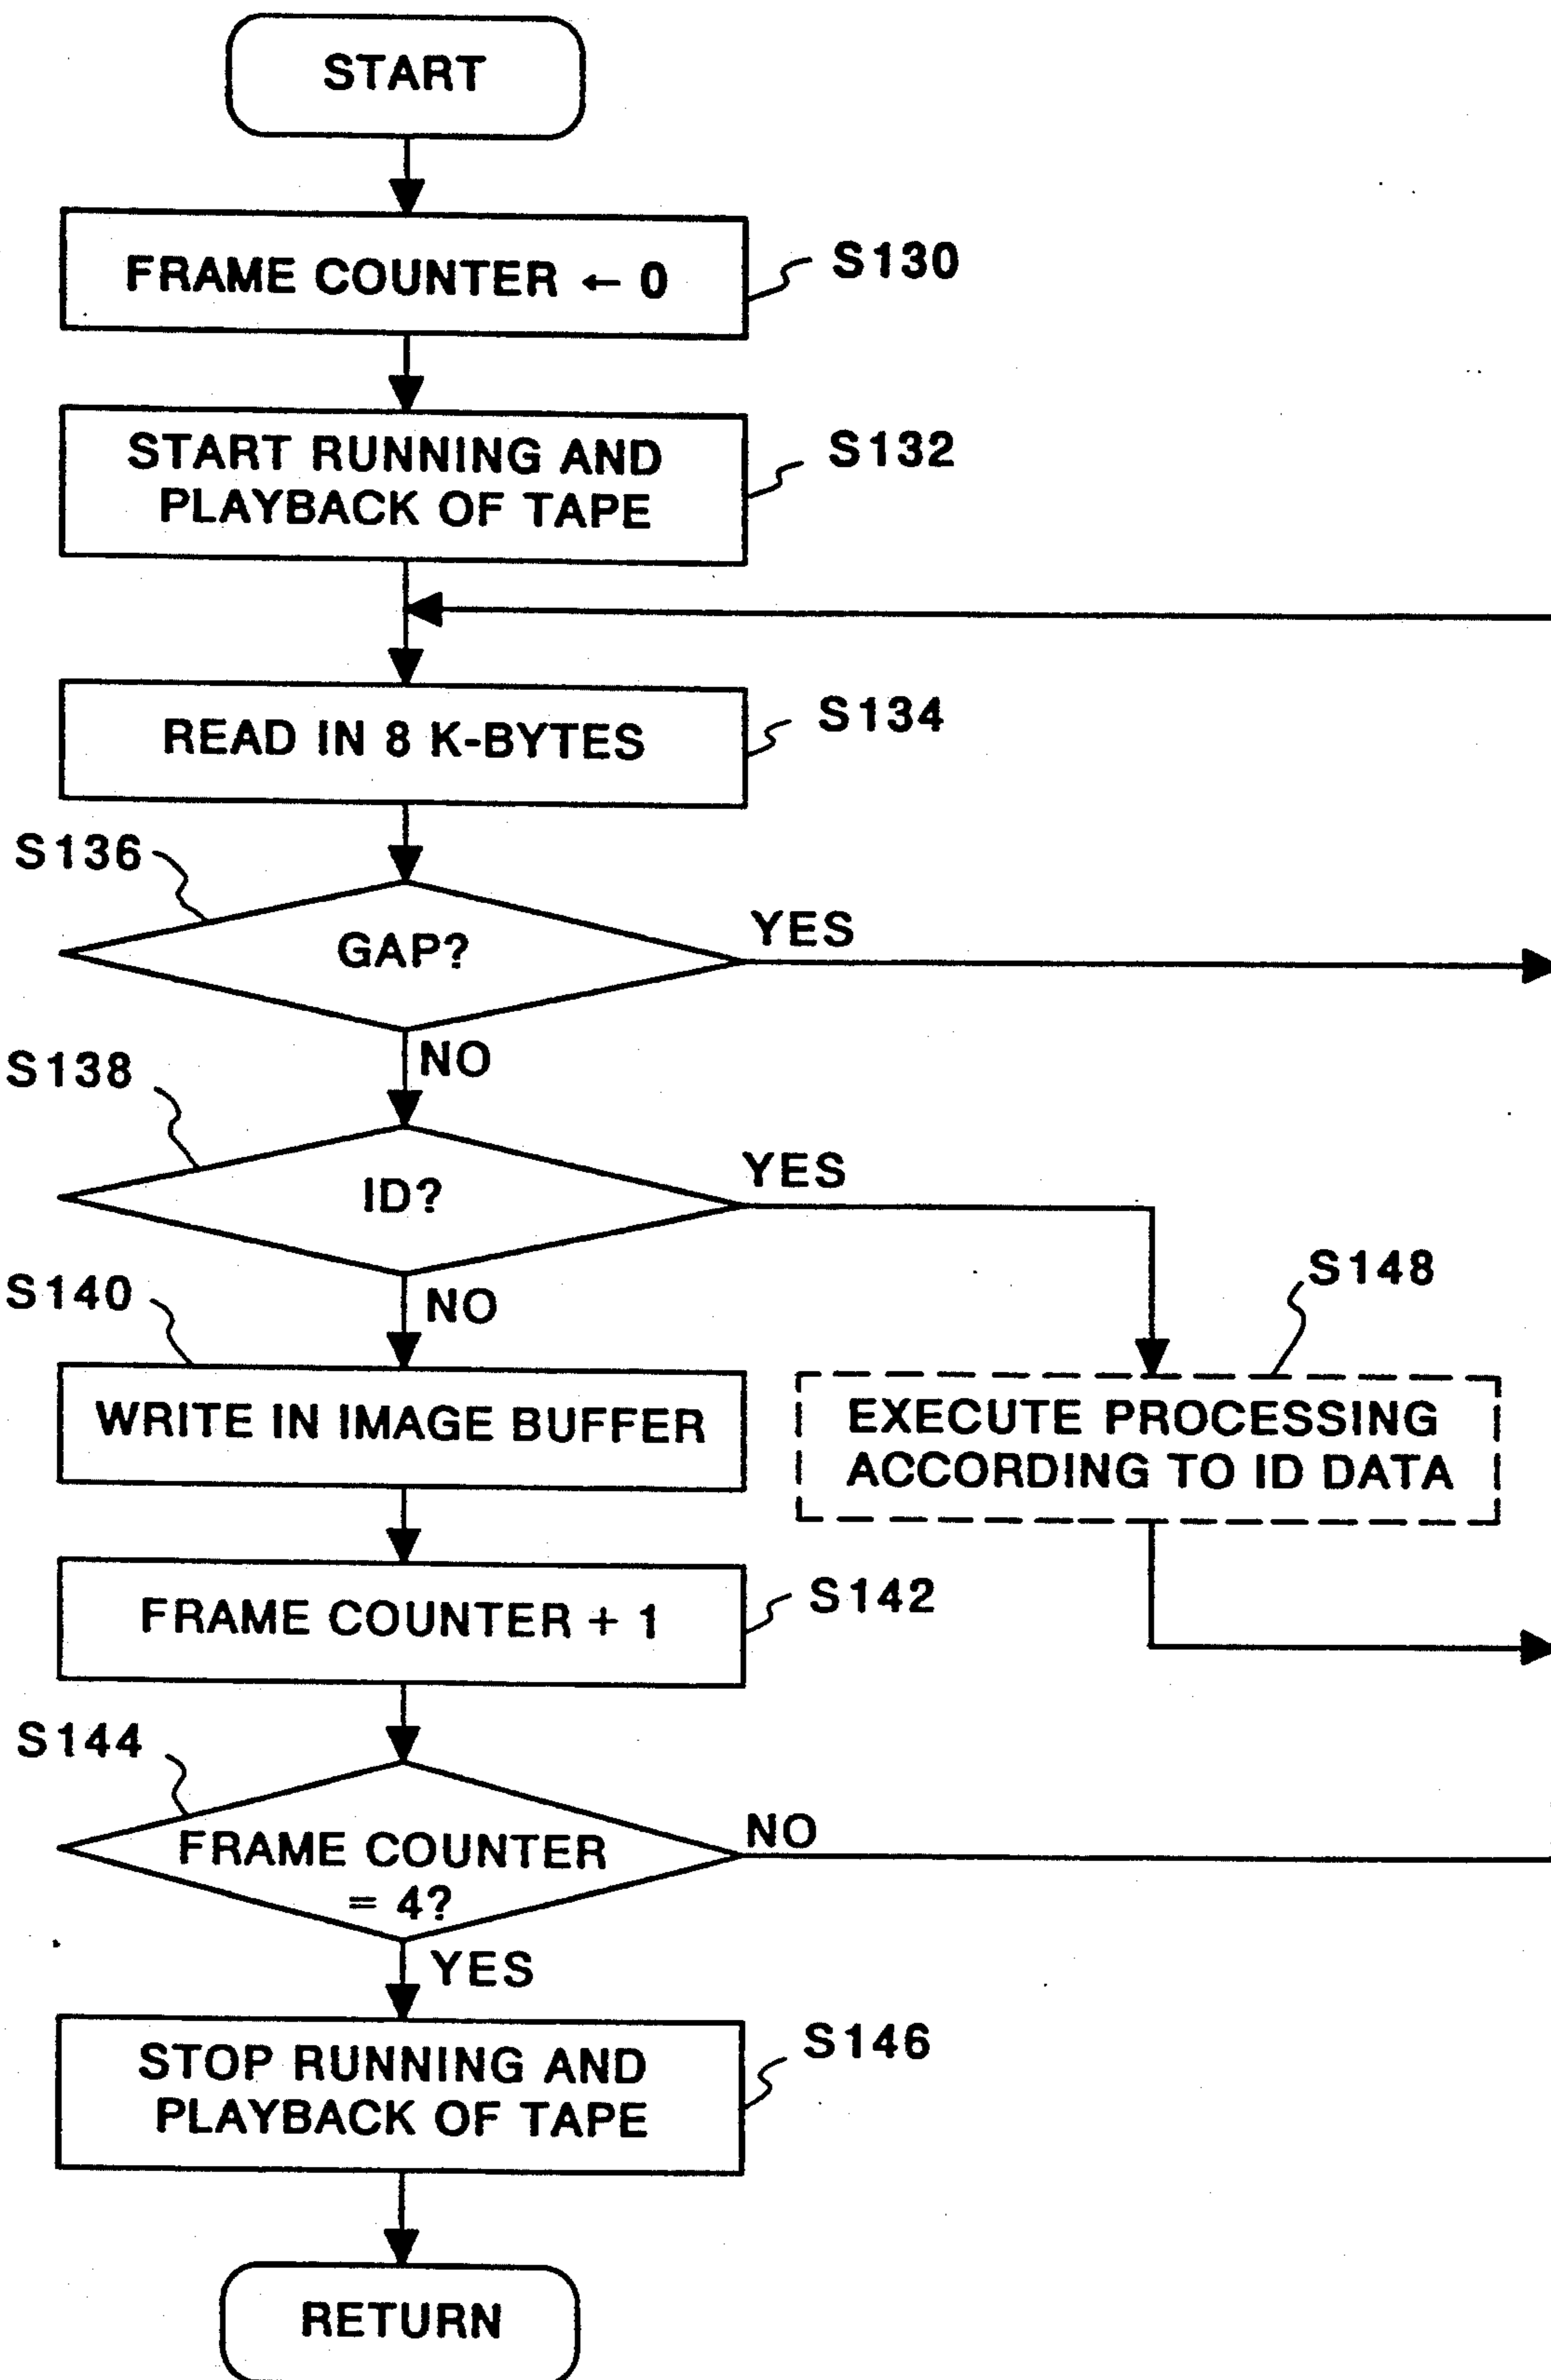 START
FRAME COUNTER ← 0
S130
START RUNNING AND
PLAYBACK OF TAPE
S132
READ IN 8 K-BYTES
S134
S136
GAP?
YES
NO
S138
ID?
YES
NO
S148
S140
WRITE IN IMAGE BUFFER
EXECUTE PROCESSING
ACCORDING TO ID DATA
FRAME COUNTER + 1
S142
S144
FRAME COUNTER
= 4?
NO
YES
STOP RUNNING AND
PLAYBACK OF TAPE
S146
RETURN